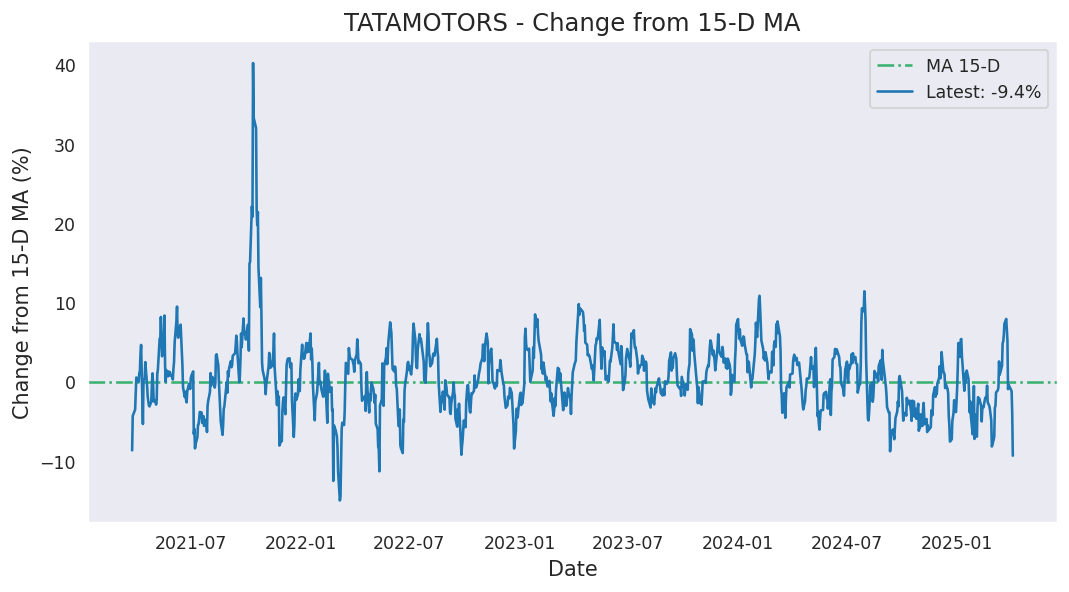 TATAMOTORS - Change from 15-D MA
MA 15-D
Latest: -9.4%
Change from 15-D MA (%)
40
30
20
10
0
−10
2021-07 2022-01 2022-07 2023-01 2023-07 2024-01 2024-07 2025-01
Date